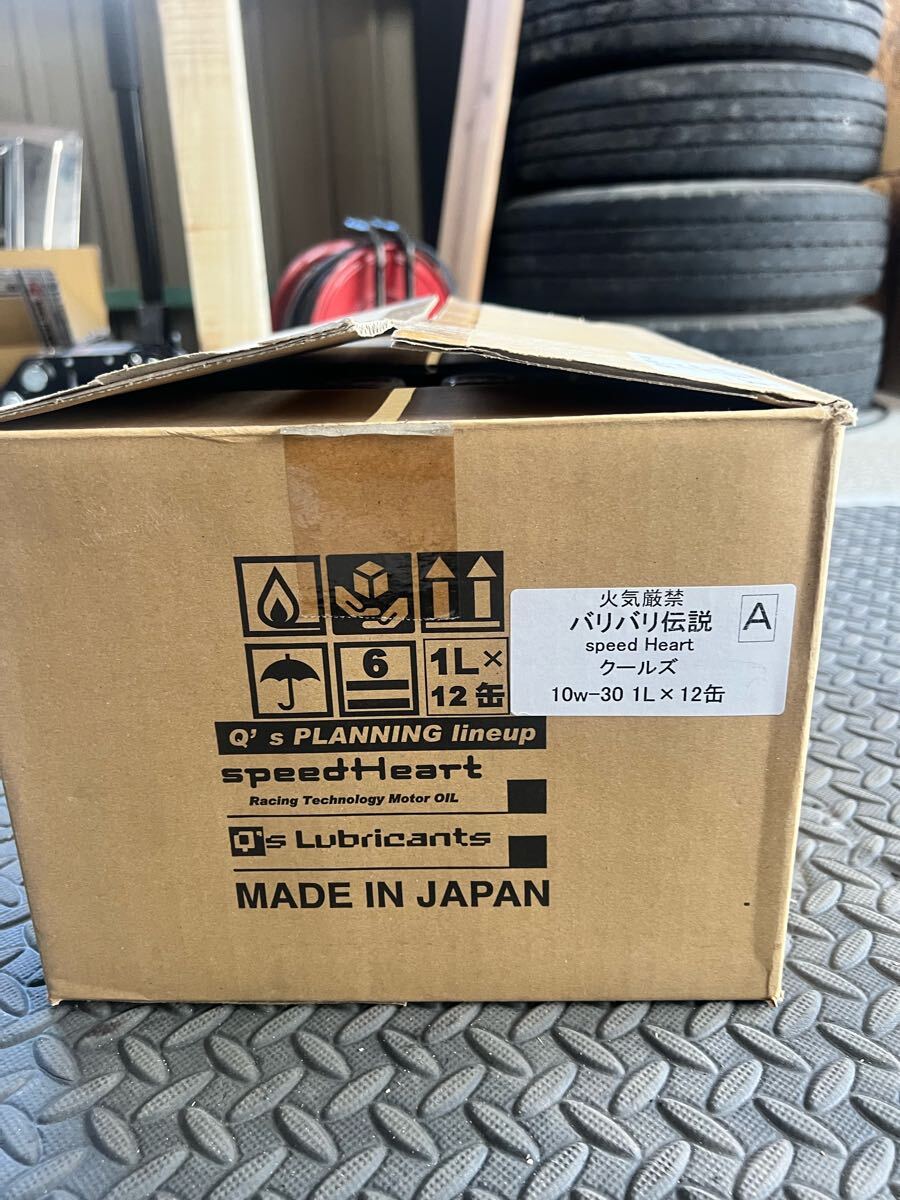 6
1L×
12缶
火気厳禁
バリバリ伝説
speed Heart
クールズ
10w-30 1L×12缶
A
Q's PLANNING lineup
speedHeart
Racing Technology Motor OIL
Q's Lubricants
MADE IN JAPAN